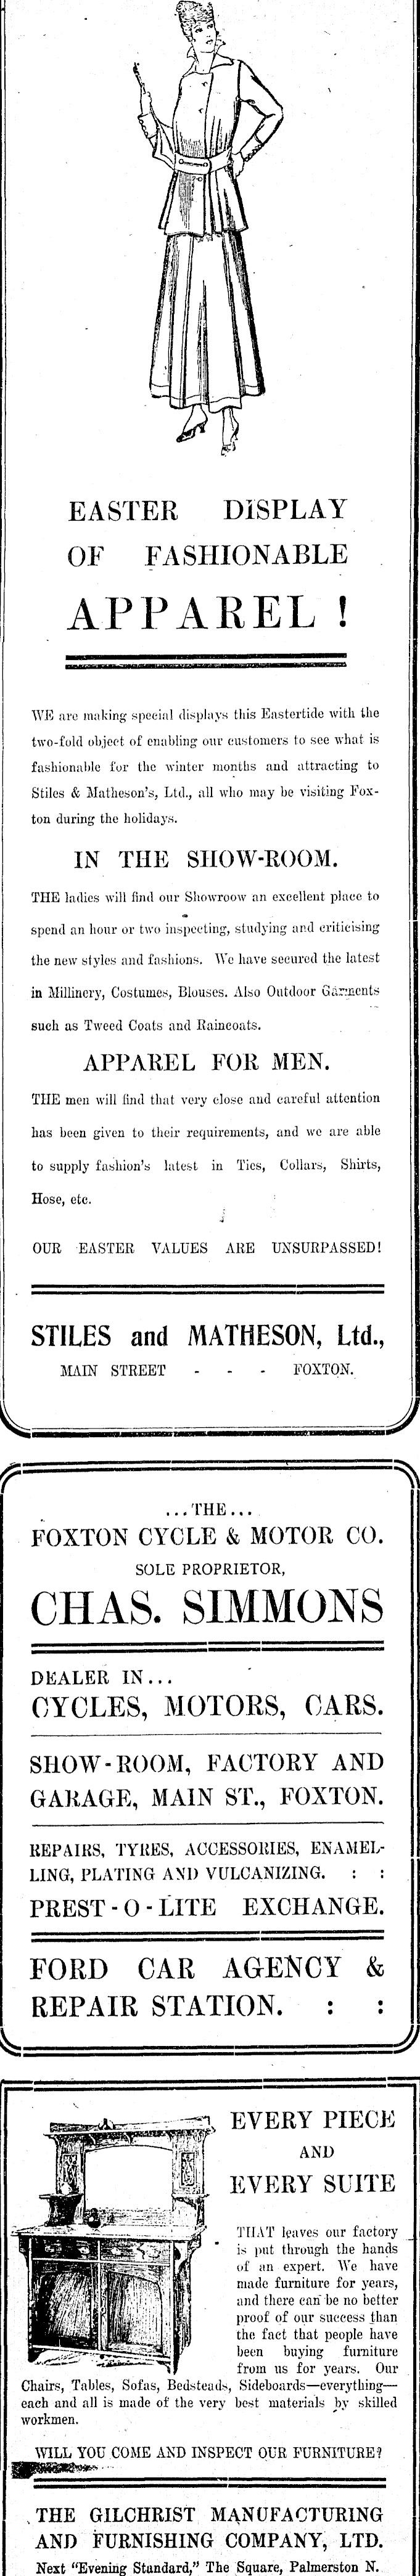 EASTER DISPLAY
OF FASHIONABLE
APPAREL !
WE are making special displays this Eastertide with the
two-fold object of enabling our customers to see what is
fashionable for the winter months and attracting to
Stiles & Matheson's, Ltd., all who may be visiting Fox-
ton during the holidays.
IN THE SHOW-ROOM.
THE ladies will find our Showroow an excellent place to
spend an hour or two inspecting, studying and criticising
the new styles and fashions. We have secured the latest
in Millinery, Costumes, Blouses. Also Outdoor Garments
such as Tweed Coats and Raincoats.
APPAREL FOR MEN.
THE men will find that very close and careful attention
has been given to their requirements, and we are able
to supply fashion's latest in Ties, Collars, Shirts,
Hose, etc.
OUR EASTER VALUES ARE UNSURPASSED!
STILES and MATHESON, Ltd.,
MAIN STREET - - - FOXTON.
...THE...
FOXTON CYCLE & MOTOR CO.
SOLE PROPRIETOR,
CHAS. SIMMONS
DEALER IN...
CYCLES, MOTORS, CARS.
SHOW-ROOM, FACTORY AND
GARAGE, MAIN ST., FOXTON.
REPAIRS, TYRES, ACCESSORIES, ENAMEL-
LING, PLATING AND VULCANIZING. : :
PREST-O-LITE EXCHANGE.
FORD CAR AGENCY &
REPAIR STATION. : :
EVERY PIECE
AND
EVERY SUITE
THAT leaves our factory
is put through the hands
of an expert. We have
made furniture for years,
and there can be no better
proof of our success than
the fact that people have
been buying furniture
from us for years. Our
Chairs, Tables, Sofas, Bedsteads, Sideboards—everything—
each and all is made of the very best materials by skilled
workmen.
WILL YOU COME AND INSPECT OUR FURNITURE?
THE GILCHRIST MANUFACTURING
AND FURNISHING COMPANY, LTD.
Next "Evening Standard," The Square, Palmerston N.